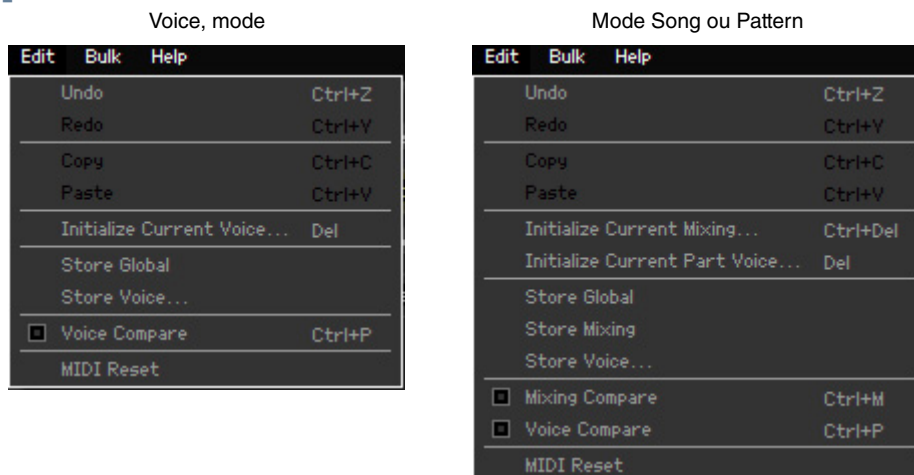 Voice, mode
Edit Bulk Help
Undo Ctrl+Z
Redo Ctrl+Y
Copy Ctrl+C
Paste Ctrl+V
Initialize Current Voice... Del
Store Global
Store Voice...
Voice Compare Ctrl+P
MIDI Reset
Mode Song ou Pattern
Edit Bulk Help
Undo Ctrl+Z
Redo Ctrl+Y
Copy Ctrl+C
Paste Ctrl+V
Initialize Current Mixing... Ctrl+Del
Initialize Current Part Voice... Del
Store Global
Store Mixing
Store Voice...
Mixing Compare Ctrl+M
Voice Compare Ctrl+P
MIDI Reset